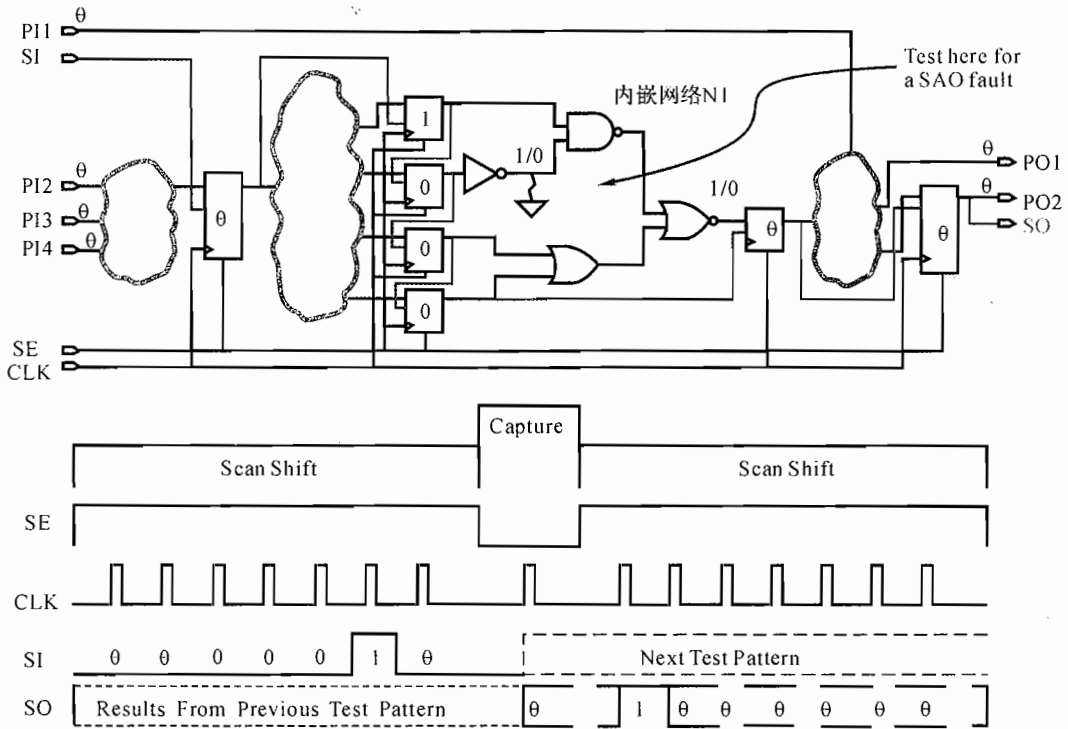 θ
PI1
SI
Test here for
a SAO fault
内嵌网络N1
1
1/0
0
1/0
PI2 θ
PI3 θ
PI4 θ
θ
0
0
θ
θ
θ PO1
θ PO2
SO
SE
CLK
Capture
Scan Shift
Scan Shift
SE
CLK
SI θ θ 0 0 0 1 θ Next Test Pattern
SO Results From Previous Test Pattern θ 1 θ θ θ θ θ θ